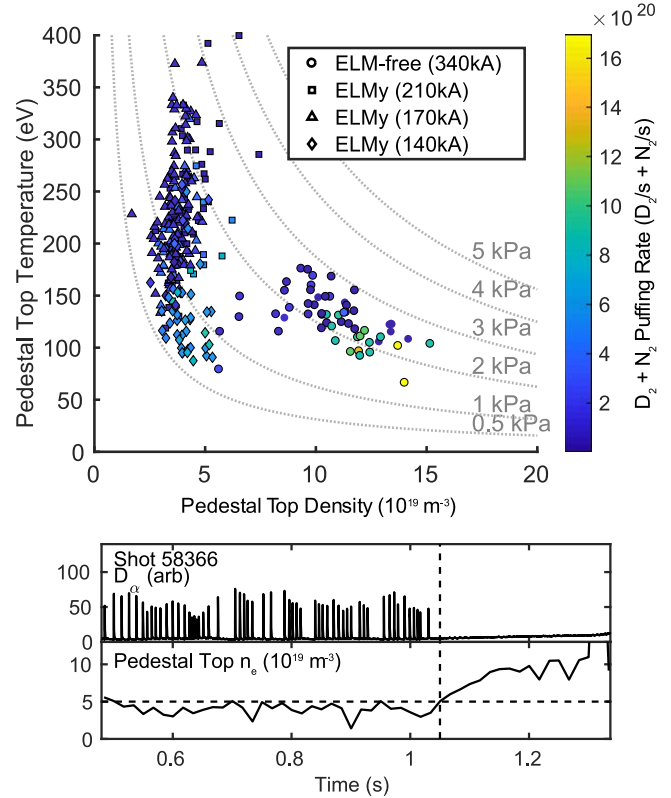 × 10 20
400
350
300
250
200
150
100
50
0
Pedestal Top Temperature (eV)
ELM-free (340kA)
ELMy (210kA)
ELMy (170kA)
ELMy (140kA)
5 kPa
4 kPa
3 kPa
2 kPa
1 kPa
0.5 kPa
0
5
10
15
20
Pedestal Top Density (10¹⁹ m⁻³)
16
14
12
10
8
6
4
2
D₂ + N₂ Puffing Rate (D₂/s + N₂/s)
Shot 58366
Dα (arb)
100
50
0
Pedestal Top nₑ (10¹⁹ m⁻³)
10
5
0
0.6
0.8
1
1.2
Time (s)